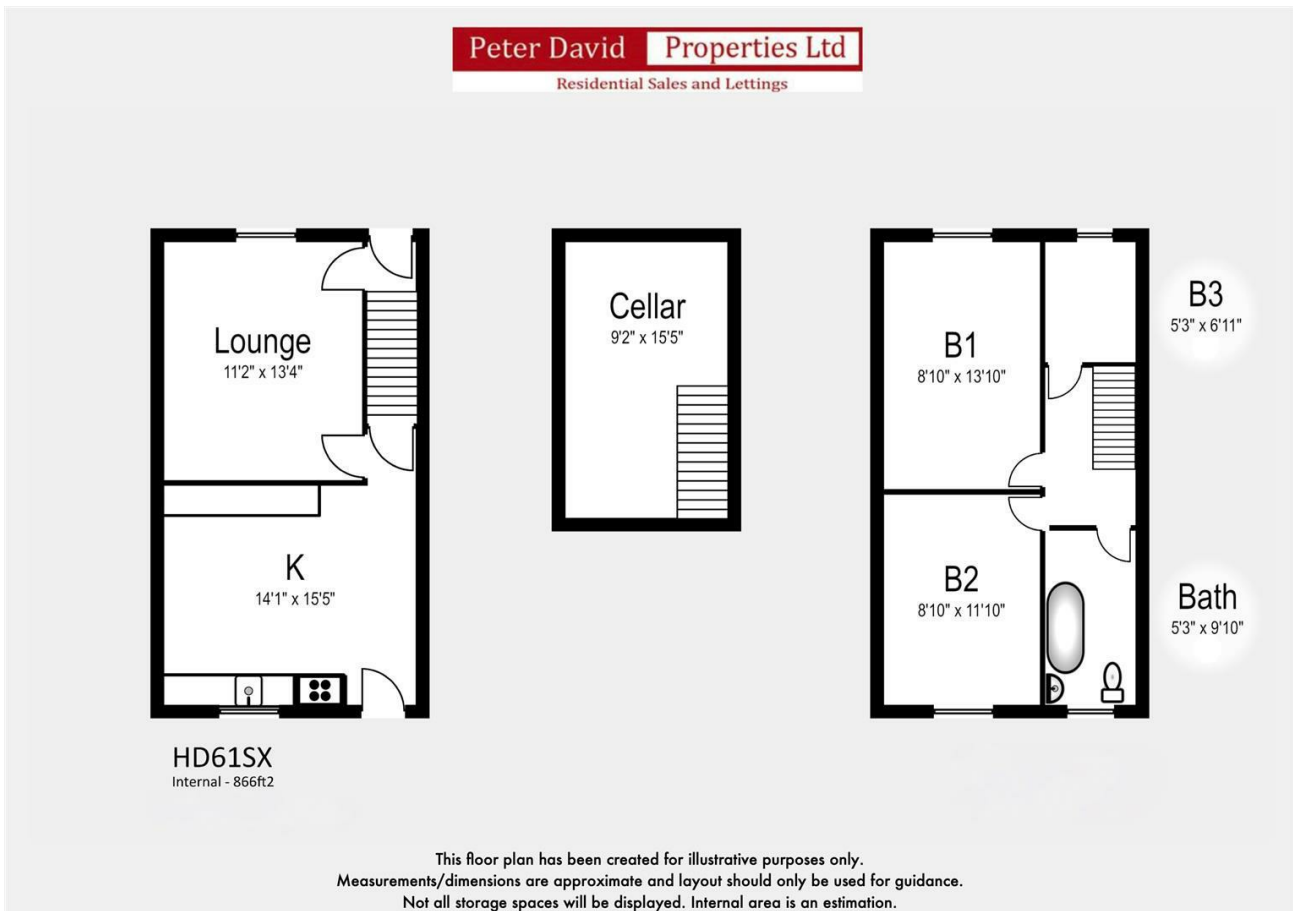 Peter David Properties Ltd
Residential Sales and Lettings
Lounge
11'2" x 13'4"
K
14'1" x 15'5"
HD61SX
Internal - 866ft2
Cellar
9'2" x 15'5"
B1
8'10" x 13'10"
B3
5'3" x 6'11"
B2
8'10" x 11'10"
Bath
5'3" x 9'10"
This floor plan has been created for illustrative purposes only.
Measurements/dimensions are approximate and layout should only be used for guidance.
Not all storage spaces will be displayed. Internal area is an estimation.